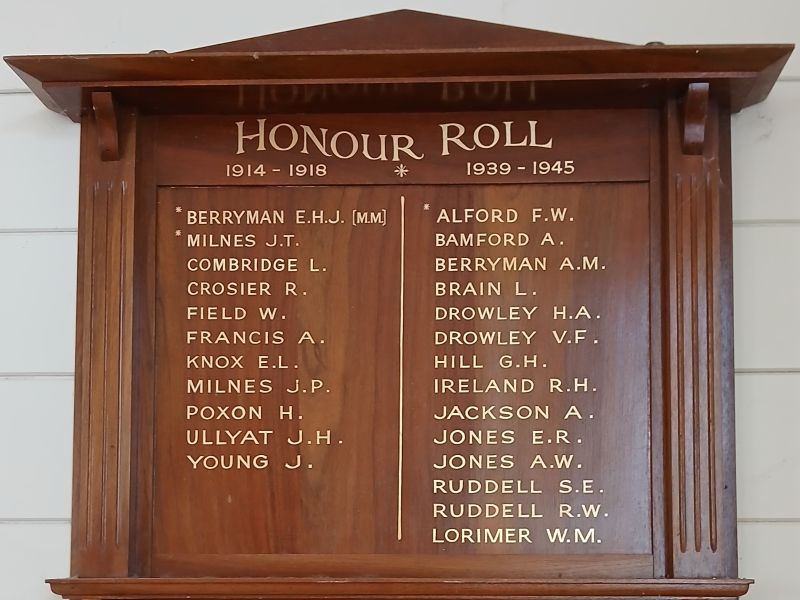 HONOUR ROLL
1914 - 1918 * 1939 - 1945
* BERRYMAN E.H.J. [M.M.]
* MILNES J.T.
COMBRIDGE L.
CROSIER R.
FIELD W.
FRANCIS A.
KNOX E.L.
MILNES J.P.
POXON H.
ULLYAT J.H.
YOUNG J.
* ALFORD F.W.
BAMFORD A.
BERRYMAN A.M.
BRAIN L.
DROWLEY H.A.
DROWLEY V.F.
HILL G.H.
IRELAND R.H.
JACKSON A.
JONES E.R.
JONES A.W.
RUDDELL S.E.
RUDDELL R.W.
LORIMER W.M.